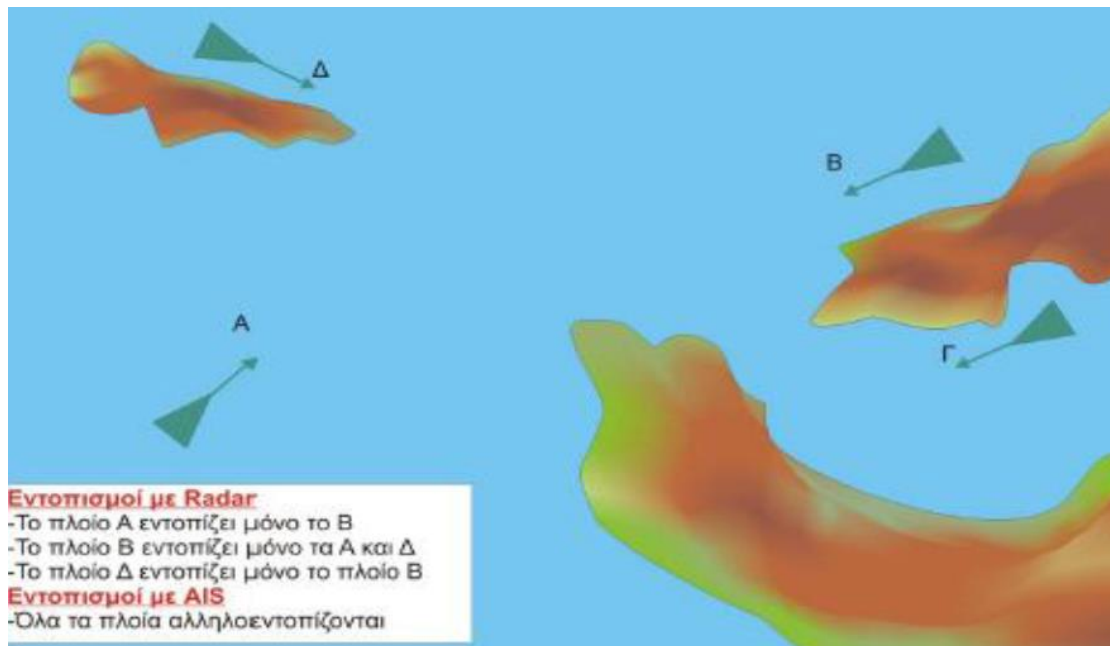 Δ
Β
Α
Γ
Εντοπισμοί με Radar
-Το πλοίο Α εντοπίζει μόνο το Β
-Το πλοίο Β εντοπίζει μόνο τα Α και Δ
-Το πλοίο Δ εντοπίζει μόνο το πλοίο Β
Εντοπισμοί με AIS
-Όλα τα πλοία αλληλοεντοπίζονται